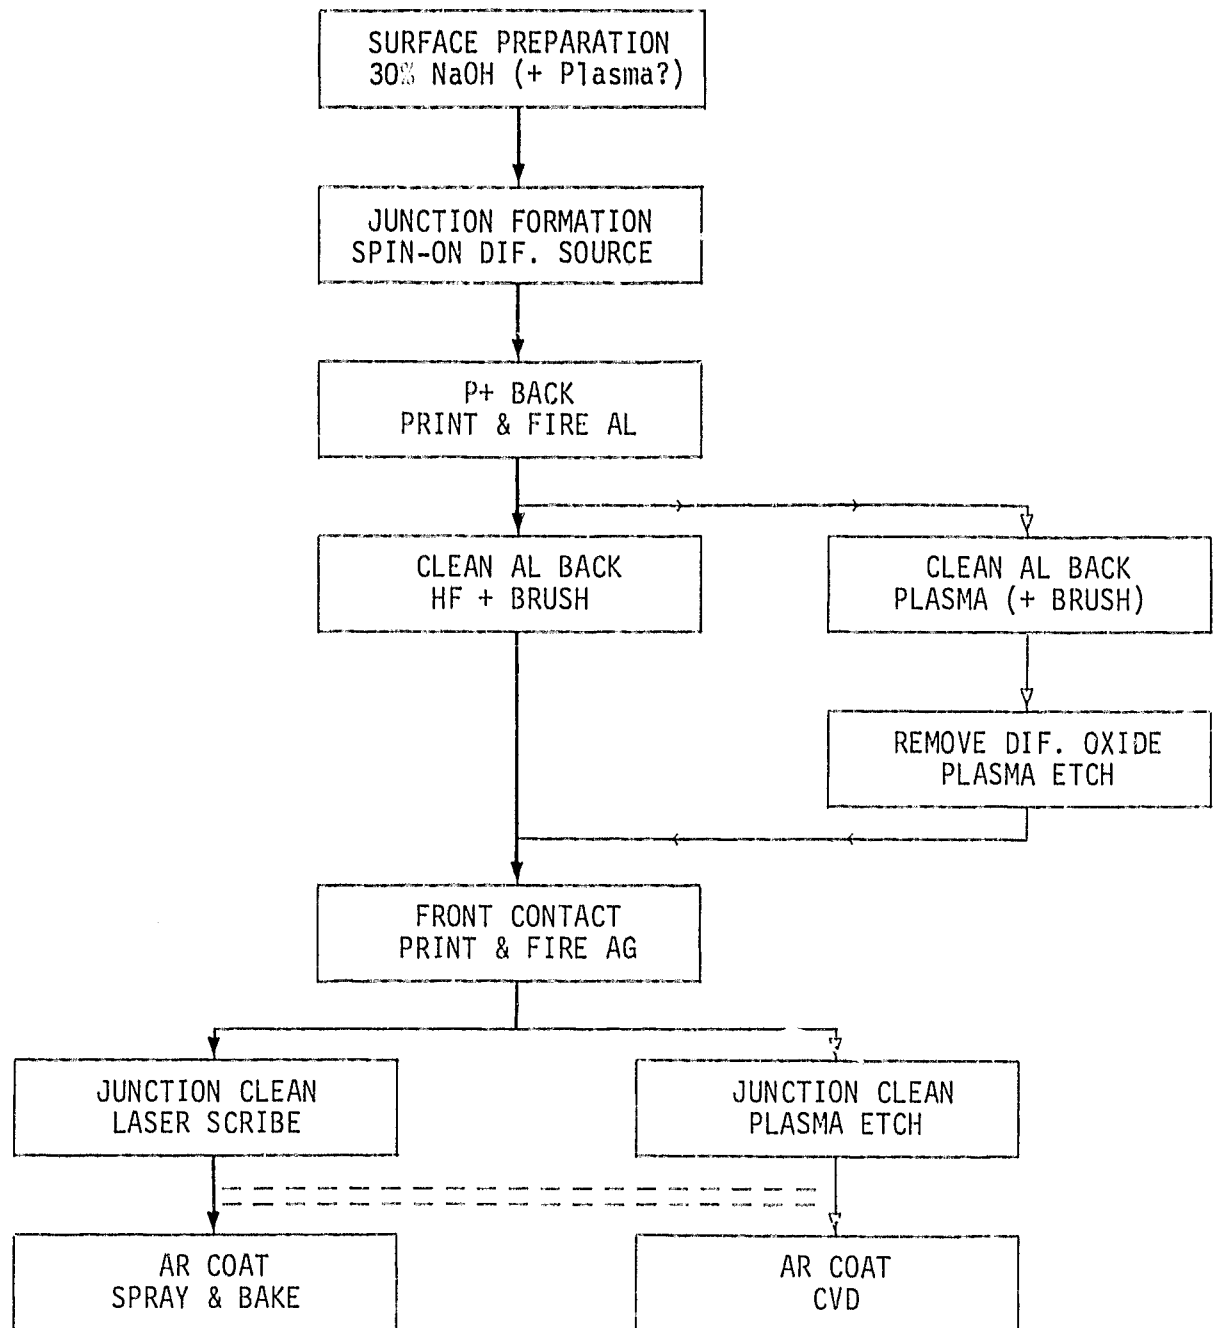 SURFACE PREPARATION
30% NaOH (+ Plasma?)
JUNCTION FORMATION
SPIN-ON DIF. SOURCE
P+ BACK
PRINT & FIRE AL
CLEAN AL BACK
HF + BRUSH
CLEAN AL BACK
PLASMA (+ BRUSH)
REMOVE DIF. OXIDE
PLASMA ETCH
FRONT CONTACT
PRINT & FIRE AG
JUNCTION CLEAN
LASER SCRIBE
JUNCTION CLEAN
PLASMA ETCH
AR COAT
SPRAY & BAKE
AR COAT
CVD